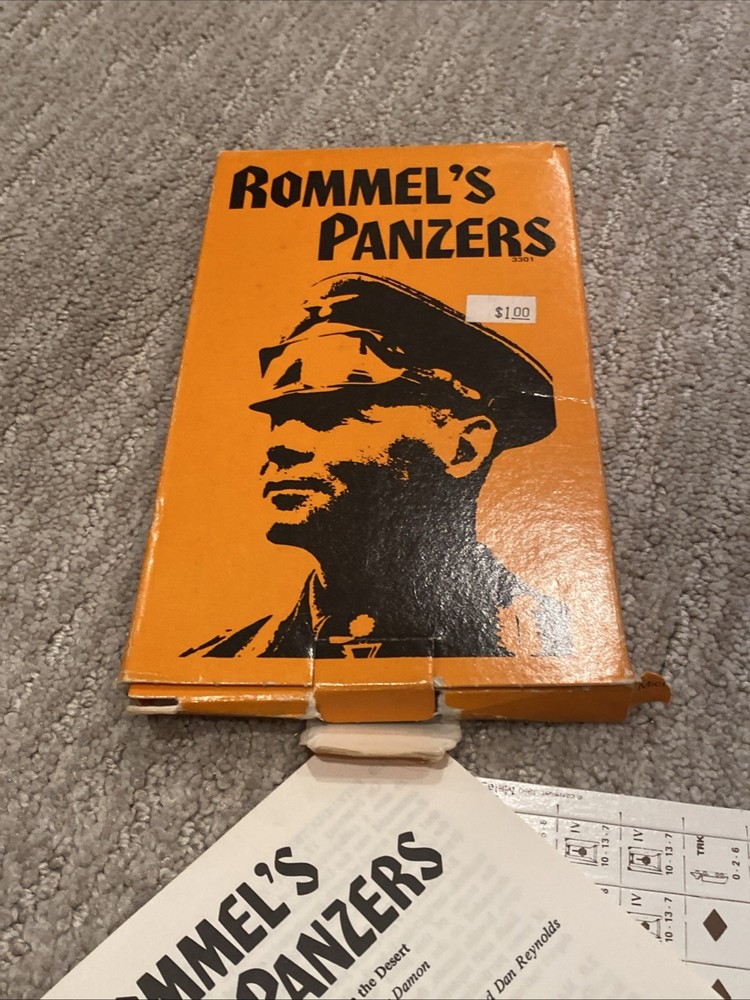 ROMMEL'S
PANZERS
3301
$1.00
ROMMEL'S
PANZERS
the Desert
Damon
Dan Reynolds
IV
10-13-7
IV
10-13-7
TRK
0-2-6
IV
10-13-7